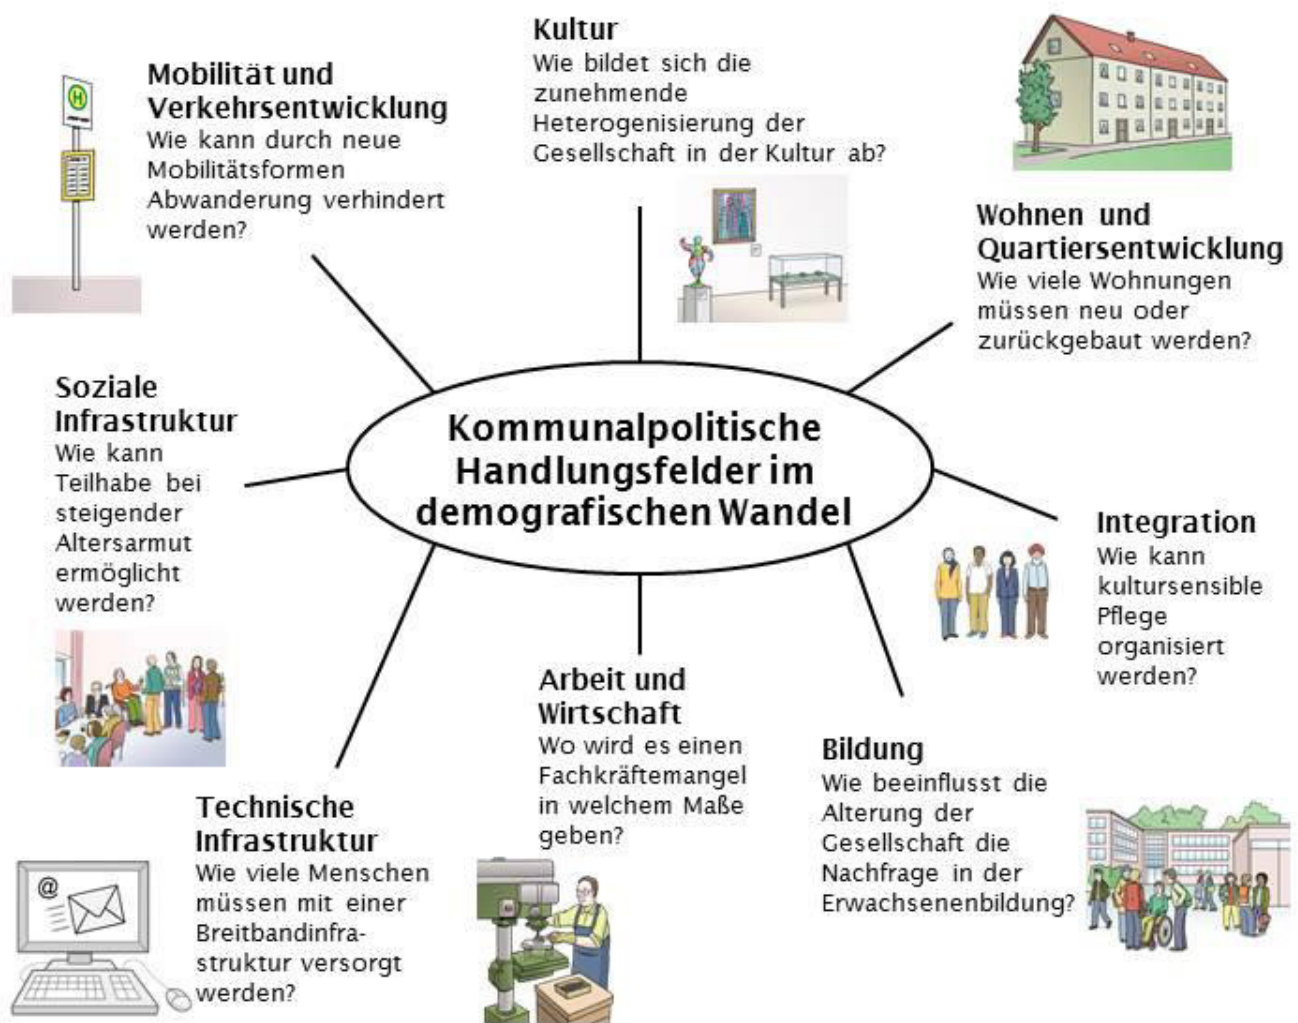 Kultur
Wie bildet sich die
zunehmende
Heterogenisierung der
Gesellschaft in der Kultur ab?
Mobilität und
Verkehrsentwicklung
Wie kann durch neue
Mobilitätsformen
Abwanderung verhindert
werden?
H
Wohnen und
Quartiersentwicklung
Wie viele Wohnungen
müssen neu oder
zurückgebaut werden?
Soziale
Infrastruktur
Wie kann
Teilhabe bei
steigender
Altersarmut
ermöglicht
werden?
Kommunalpolitische
Handlungsfelder im
demografischen Wandel
Integration
Wie kann
kultursensible
Pflege
organisiert
werden?
Arbeit und
Wirtschaft
Wo wird es einen
Fachkräftemangel
in welchem Maße
geben?
Bildung
Wie beeinflusst die
Alterung der
Gesellschaft die
Nachfrage in der
Erwachsenenbildung?
Technische
Infrastruktur
Wie viele Menschen
müssen mit einer
Breitbandinfra-
struktur versorgt
werden?
@